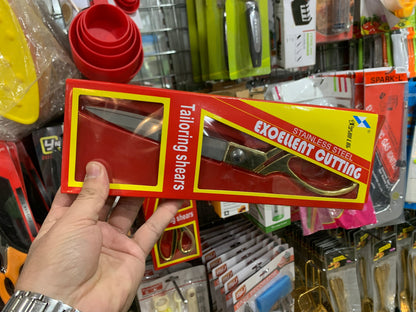 Tailoring shears
STAINLESS STEEL
EXCELLENT CUTTING
Tailoring shears
SPARK-L